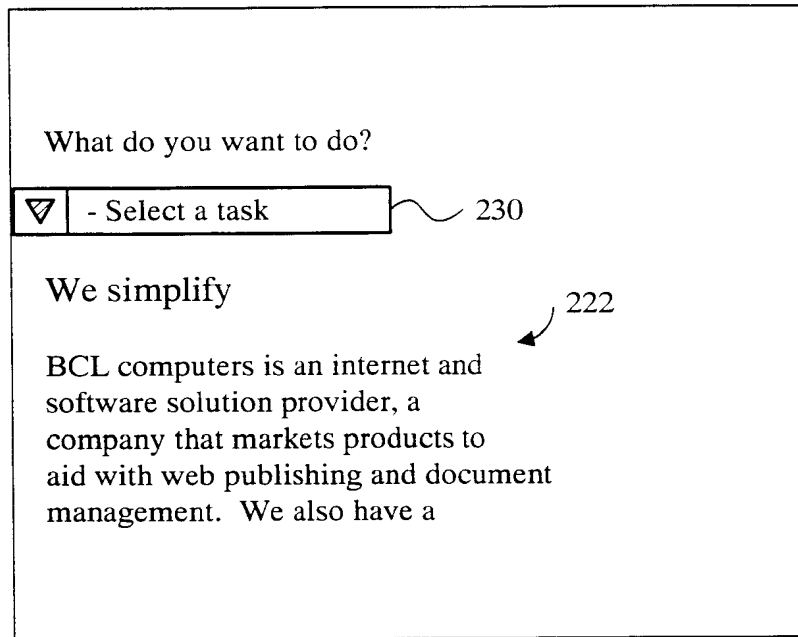 What do you want to do?
- Select a task
230
We simplify
222
BCL computers is an internet and
software solution provider, a
company that markets products to
aid with web publishing and document
management. We also have a